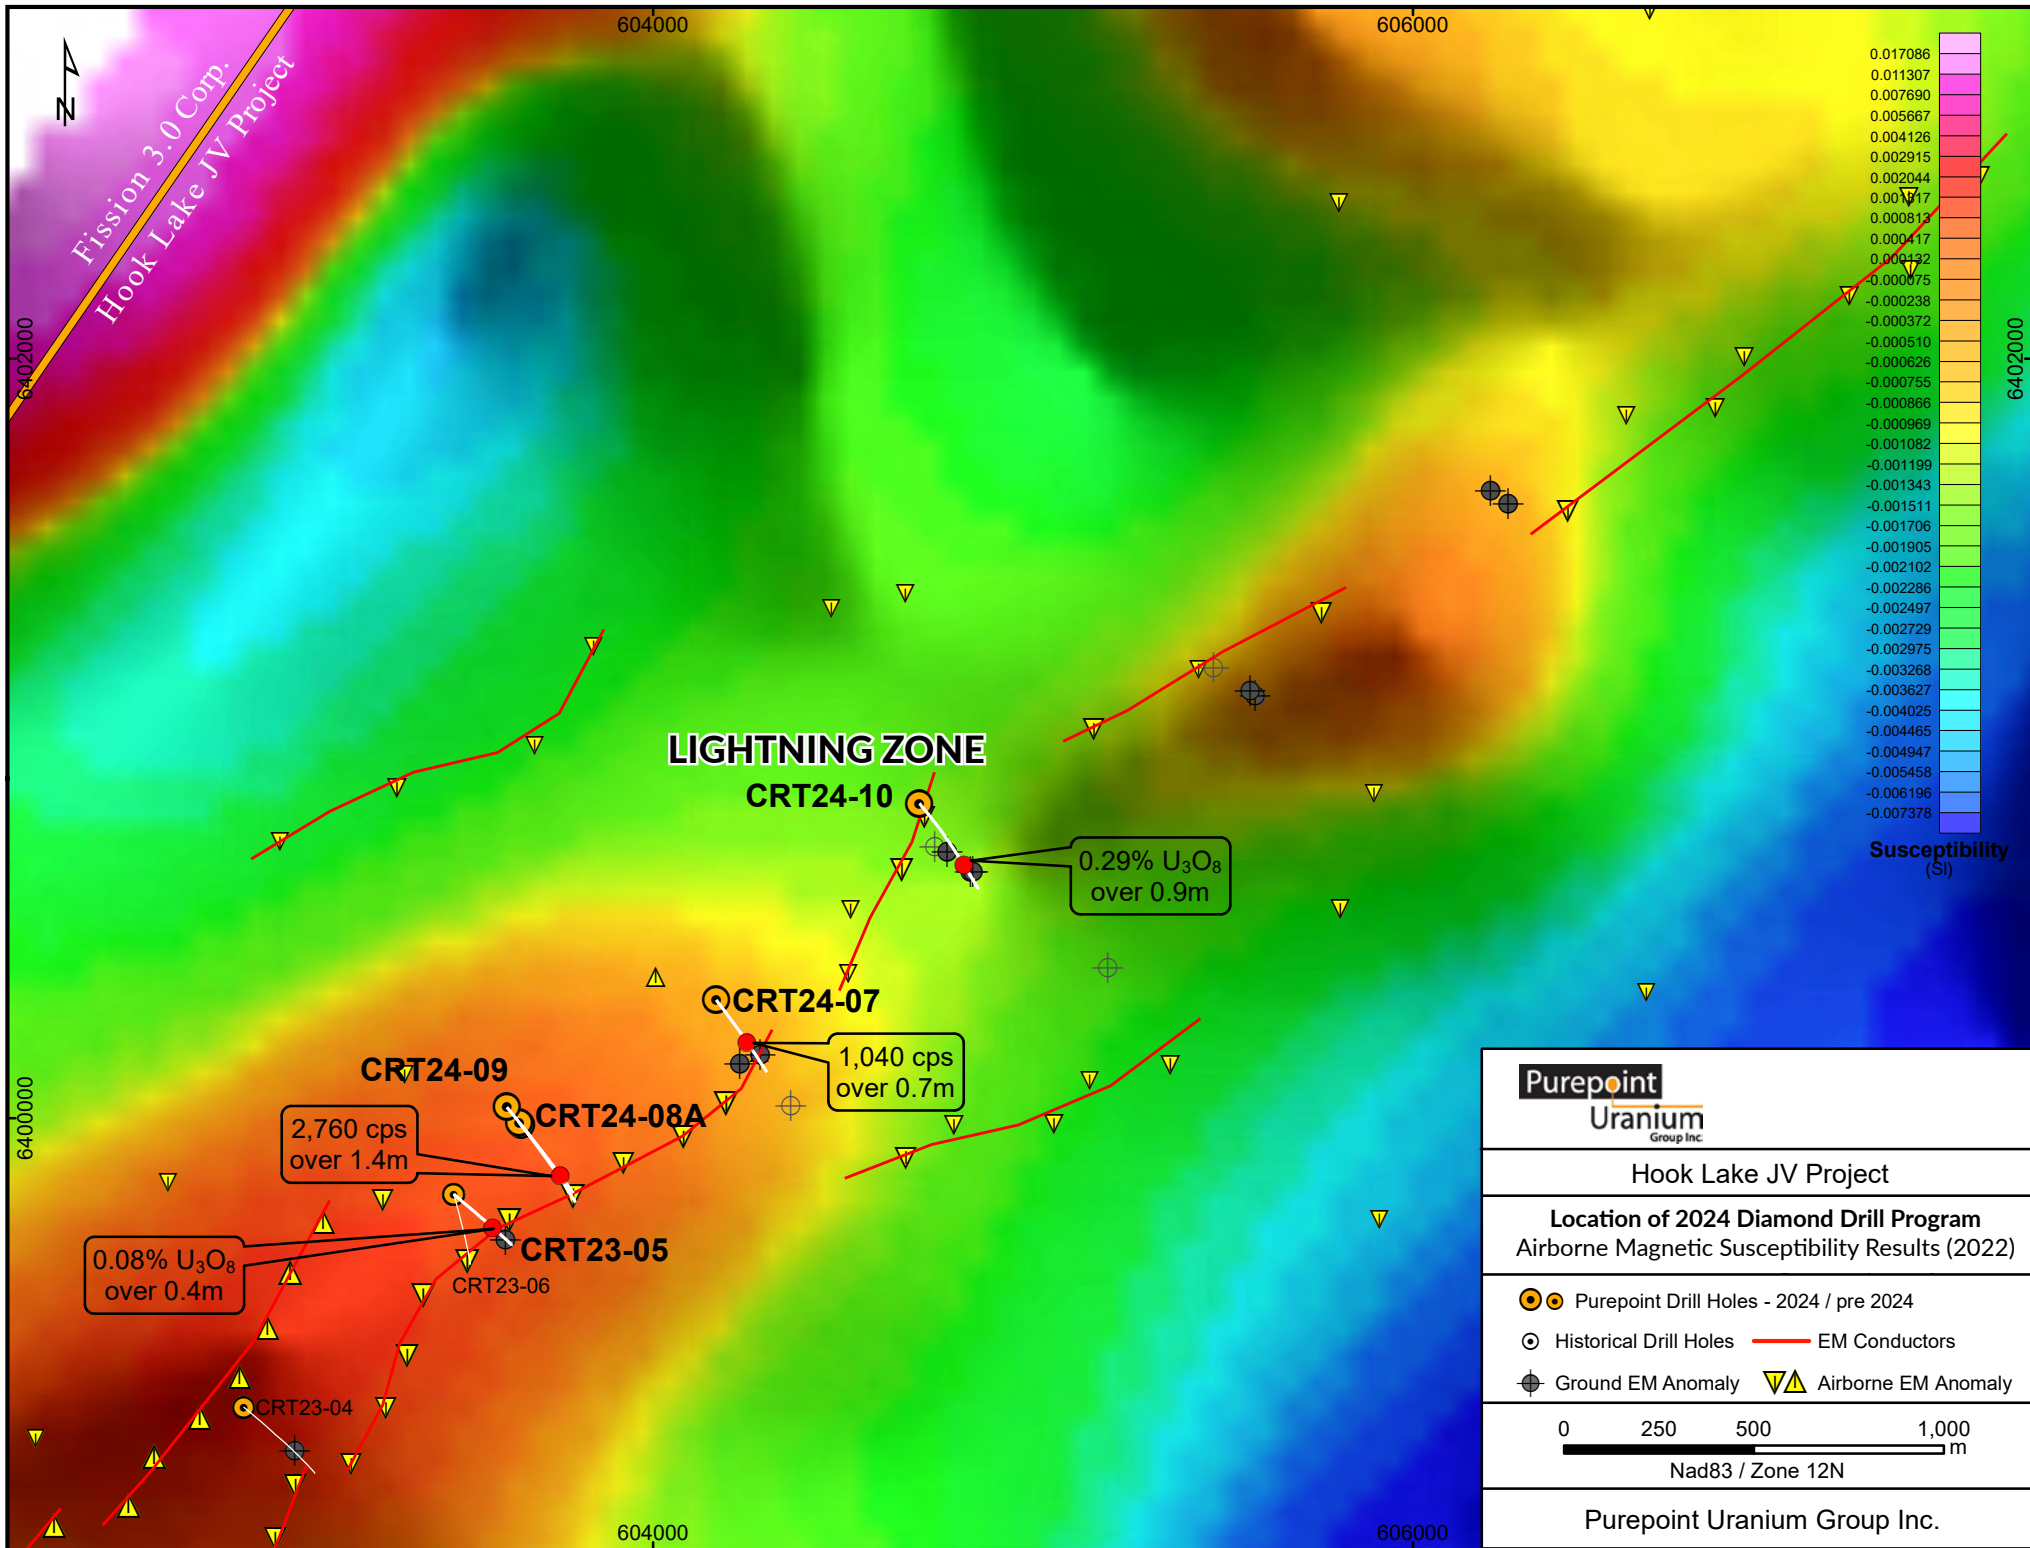 604000
606000
N
Fission 3.0 Corp.
Hook Lake JV Project
6402000
6402000
0.017086
0.011307
0.007690
0.005667
0.004126
0.002915
0.002044
0.001317
0.000813
0.000417
0.000132
-0.000075
-0.000238
-0.000372
-0.000510
-0.000626
-0.000755
-0.000866
-0.000969
-0.001082
-0.001199
-0.001343
-0.001511
-0.001706
-0.001905
-0.002102
-0.002286
-0.002497
-0.002729
-0.002975
-0.003268
-0.003627
-0.004025
-0.004465
-0.004947
-0.005458
-0.006196
-0.007378
Susceptibility
(SI)
LIGHTNING ZONE
CRT24-10
0.29% U₃O₈
over 0.9m
CRT24-07
1,040 cps
over 0.7m
CRT24-09
CRT24-08A
2,760 cps
over 1.4m
6400000
CRT23-05
0.08% U₃O₈
over 0.4m
CRT23-06
CRT23-04
604000
606000
Purepoint
Uranium
Group Inc.
Hook Lake JV Project
Location of 2024 Diamond Drill Program
Airborne Magnetic Susceptibility Results (2022)
Purepoint Drill Holes - 2024 / pre 2024
Historical Drill Holes EM Conductors
Ground EM Anomaly Airborne EM Anomaly
0 250 500 1,000
m
Nad83 / Zone 12N
Purepoint Uranium Group Inc.